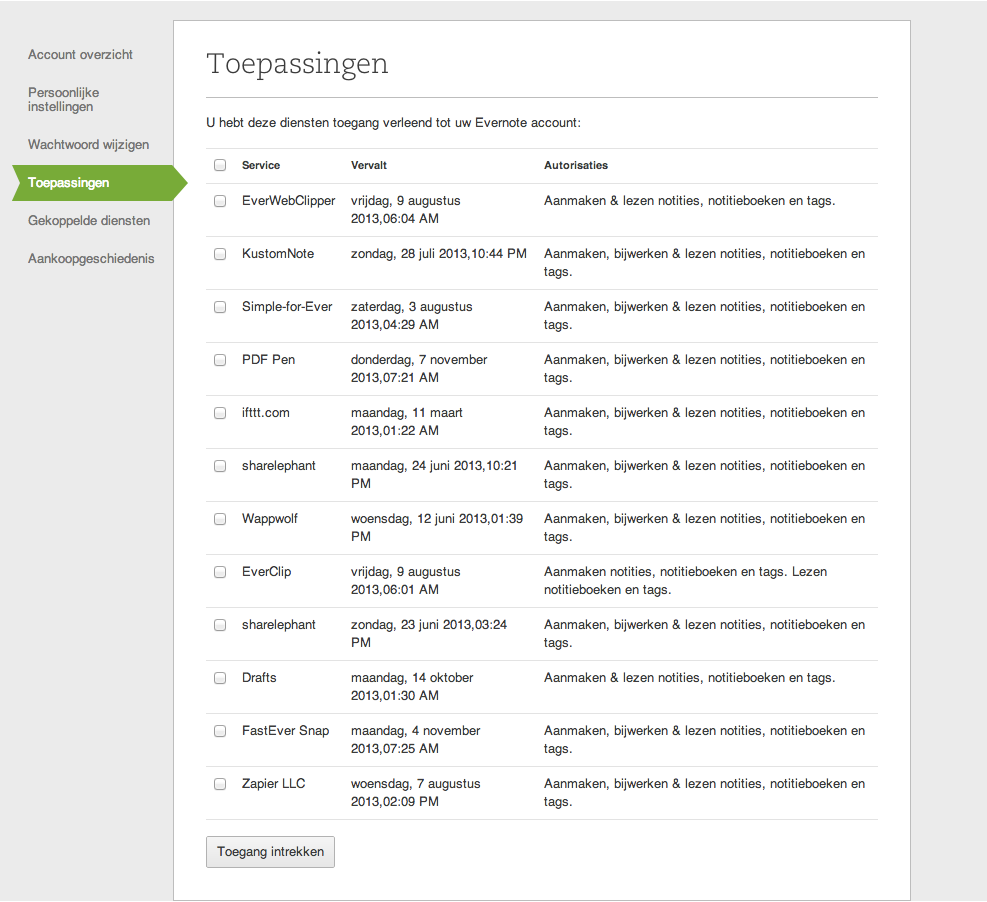 Account overzicht
Persoonlijke
instellingen
Wachtwoord wijzigen
Toepassingen
Gekoppelde diensten
Aankoopgeschiedenis
Toepassingen
U hebt deze diensten toegang verleend tot uw Evernote account:
Service Vervalt Autorisaties
EverWebClipper vrijdag, 9 augustus Aanmaken & lezen notities, notitieboeken en tags.
2013,06:04 AM
KustomNote zondag, 28 juli 2013,10:44 PM Aanmaken, bijwerken & lezen notities, notitieboeken en
tags.
Simple-for-Ever zaterdag, 3 augustus Aanmaken, bijwerken & lezen notities, notitieboeken en
2013,04:29 AM tags.
PDF Pen donderdag, 7 november Aanmaken, bijwerken & lezen notities, notitieboeken en
2013,07:21 AM tags.
ifttt.com maandag, 11 maart Aanmaken, bijwerken & lezen notities, notitieboeken en
2013,01:22 AM tags.
sharelephant maandag, 24 juni 2013,10:21 Aanmaken, bijwerken & lezen notities, notitieboeken en
PM tags.
Wappwolf woensdag, 12 juni 2013,01:39 Aanmaken, bijwerken & lezen notities, notitieboeken en
PM tags.
EverClip vrijdag, 9 augustus Aanmaken notities, notitieboeken en tags. Lezen
2013,06:01 AM notitieboeken en tags.
sharelephant zondag, 23 juni 2013,03:24 Aanmaken, bijwerken & lezen notities, notitieboeken en
PM tags.
Drafts maandag, 14 oktober Aanmaken & lezen notities, notitieboeken en tags.
2013,01:30 AM
FastEver Snap maandag, 4 november Aanmaken, bijwerken & lezen notities, notitieboeken en
2013,07:25 AM tags.
Zapier LLC woensdag, 7 augustus Aanmaken, bijwerken & lezen notities, notitieboeken en
2013,02:09 PM tags.
Toegang intrekken